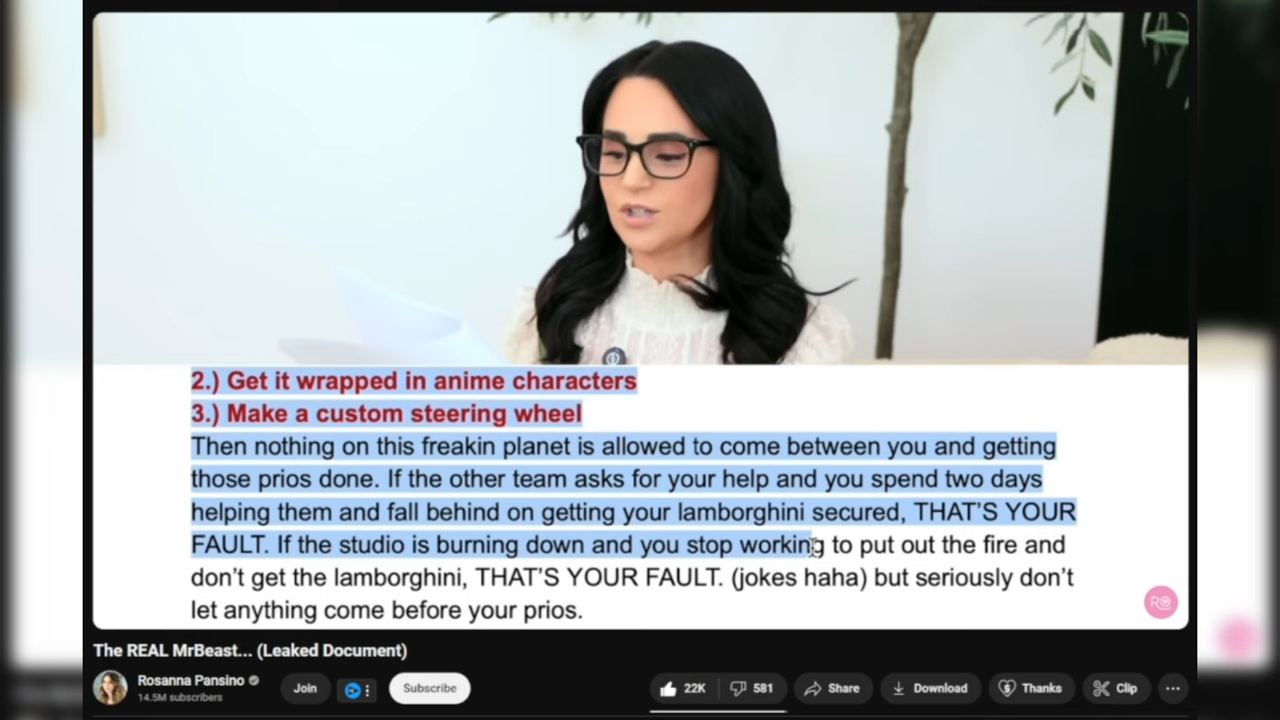 2.) Get it wrapped in anime characters
3.) Make a custom steering wheel
Then nothing on this freakin planet is allowed to come between you and getting
those prios done. If the other team asks for your help and you spend two days
helping them and fall behind on getting your lamborghini secured, THAT'S YOUR
FAULT. If the studio is burning down and you stop working to put out the fire and
don't get the lamborghini, THAT'S YOUR FAULT. (jokes haha) but seriously don't
let anything come before your prios.
The REAL MrBeast... (Leaked Document)
Rosanna Pansino
14.5M subscribers
Join
Subscribe
22K
581
Share
Download
Thanks
Clip